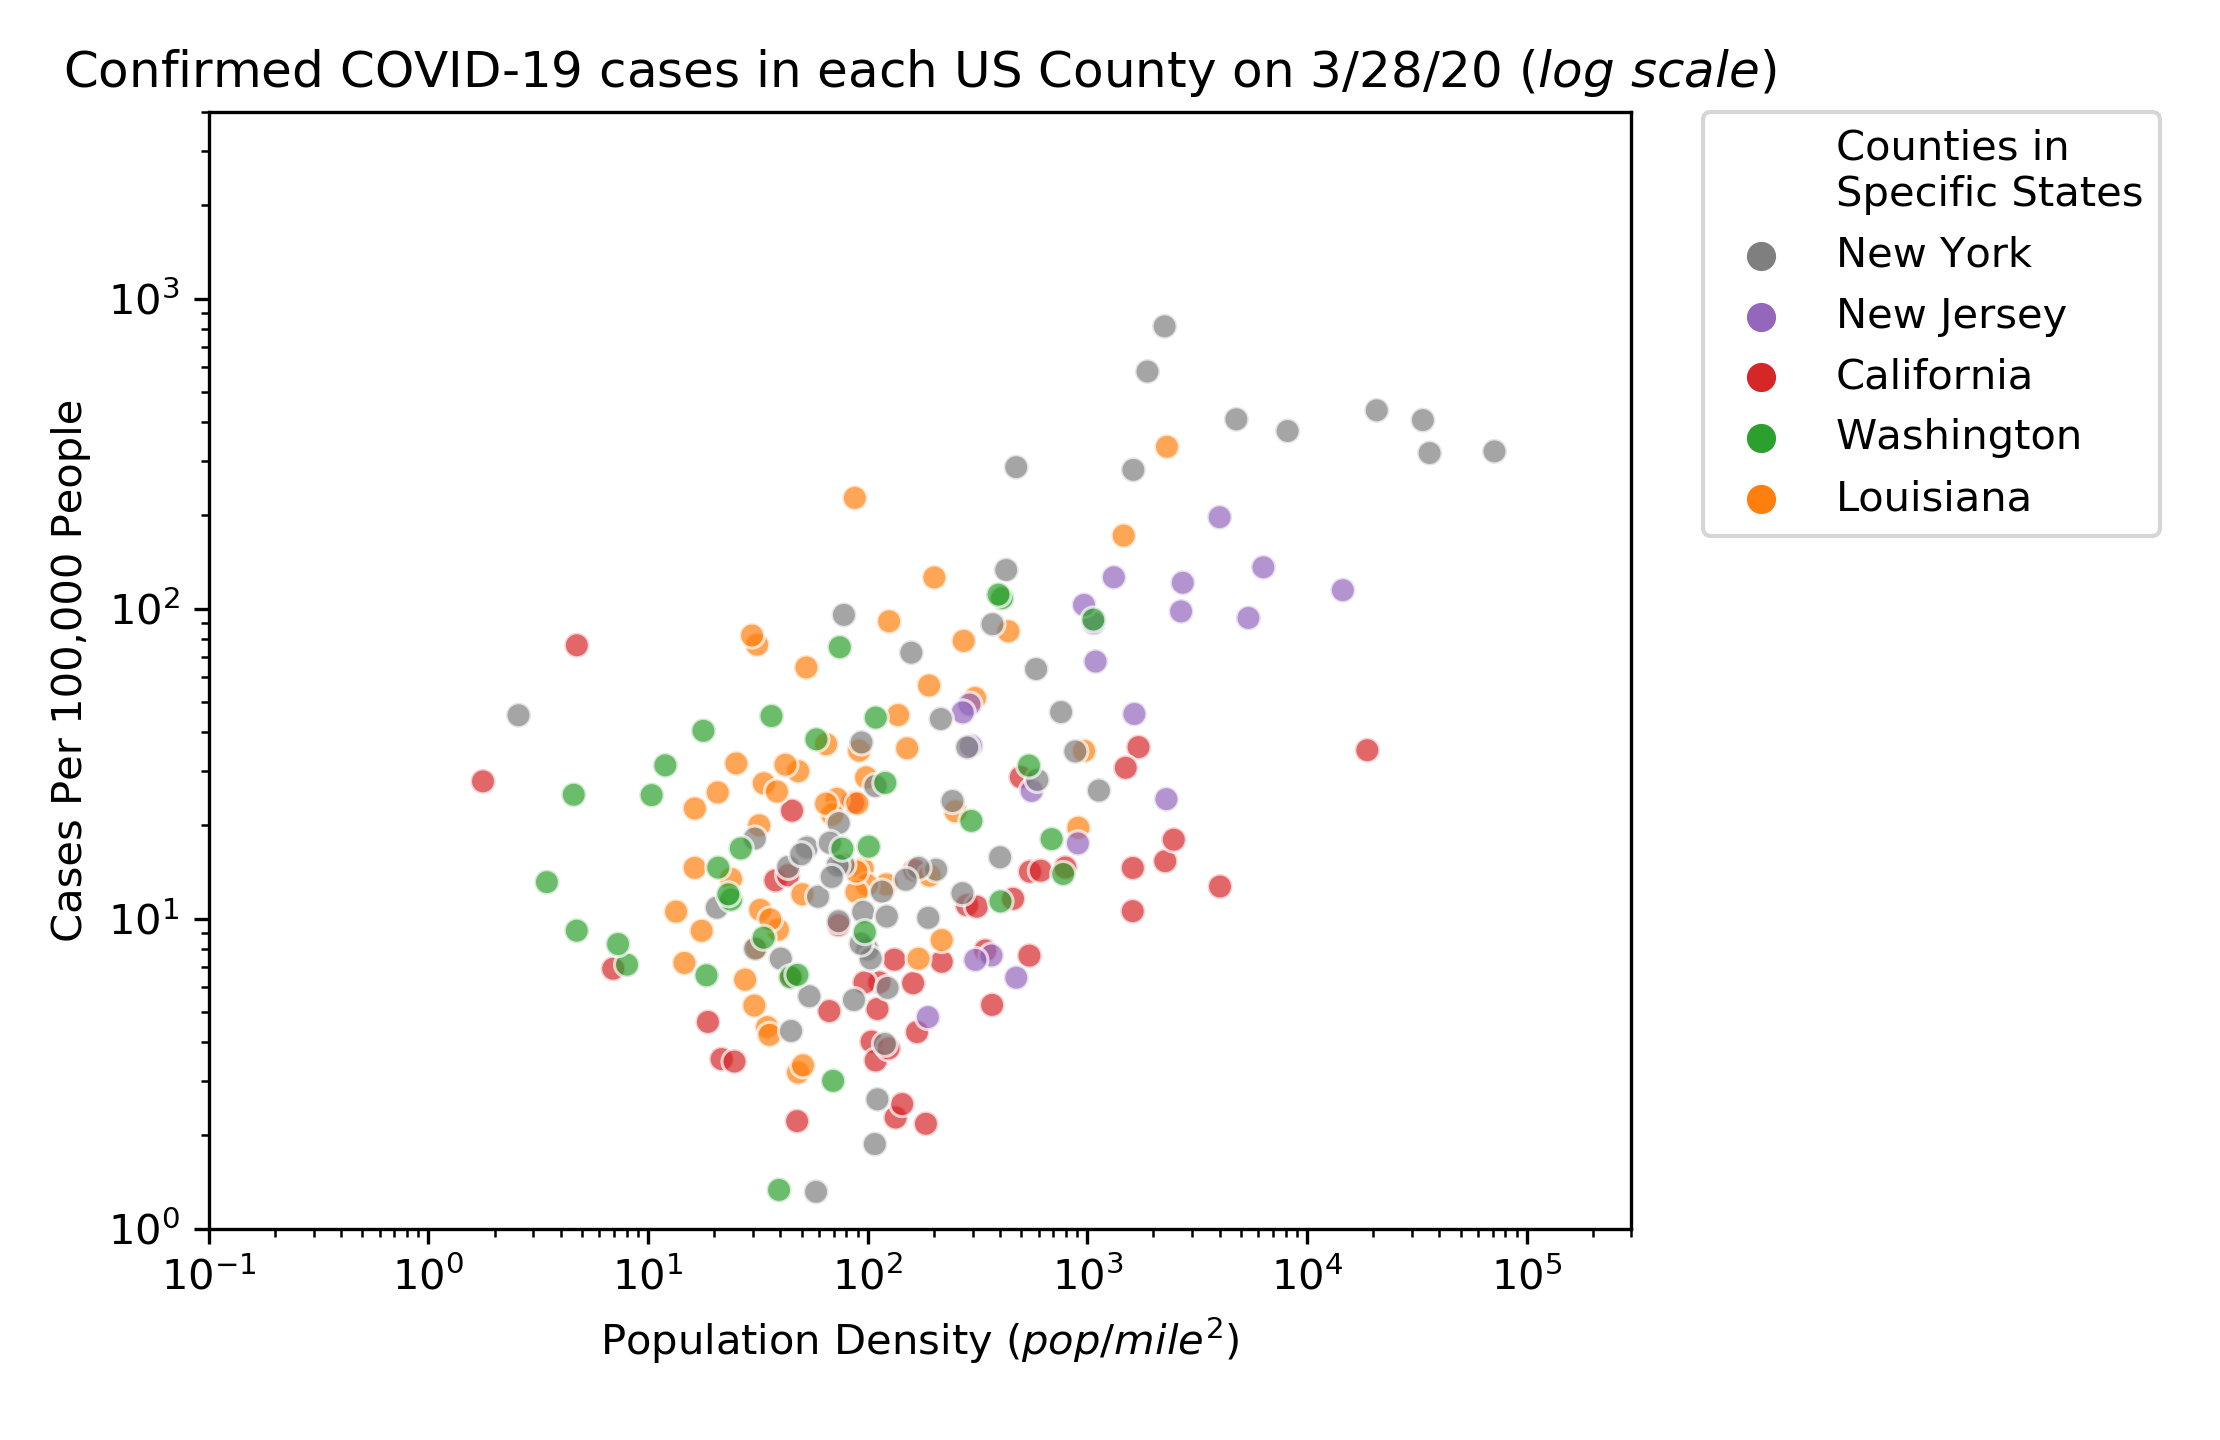 Confirmed COVID-19 cases in each US County on 3/28/20 (log scale)
Counties in
Specific States
New York
New Jersey
California
Washington
Louisiana
Cases Per 100,000 People
10³
10²
10¹
10⁰
10⁻¹ 10⁰ 10¹ 10² 10³ 10⁴ 10⁵
Population Density (pop/mile²)